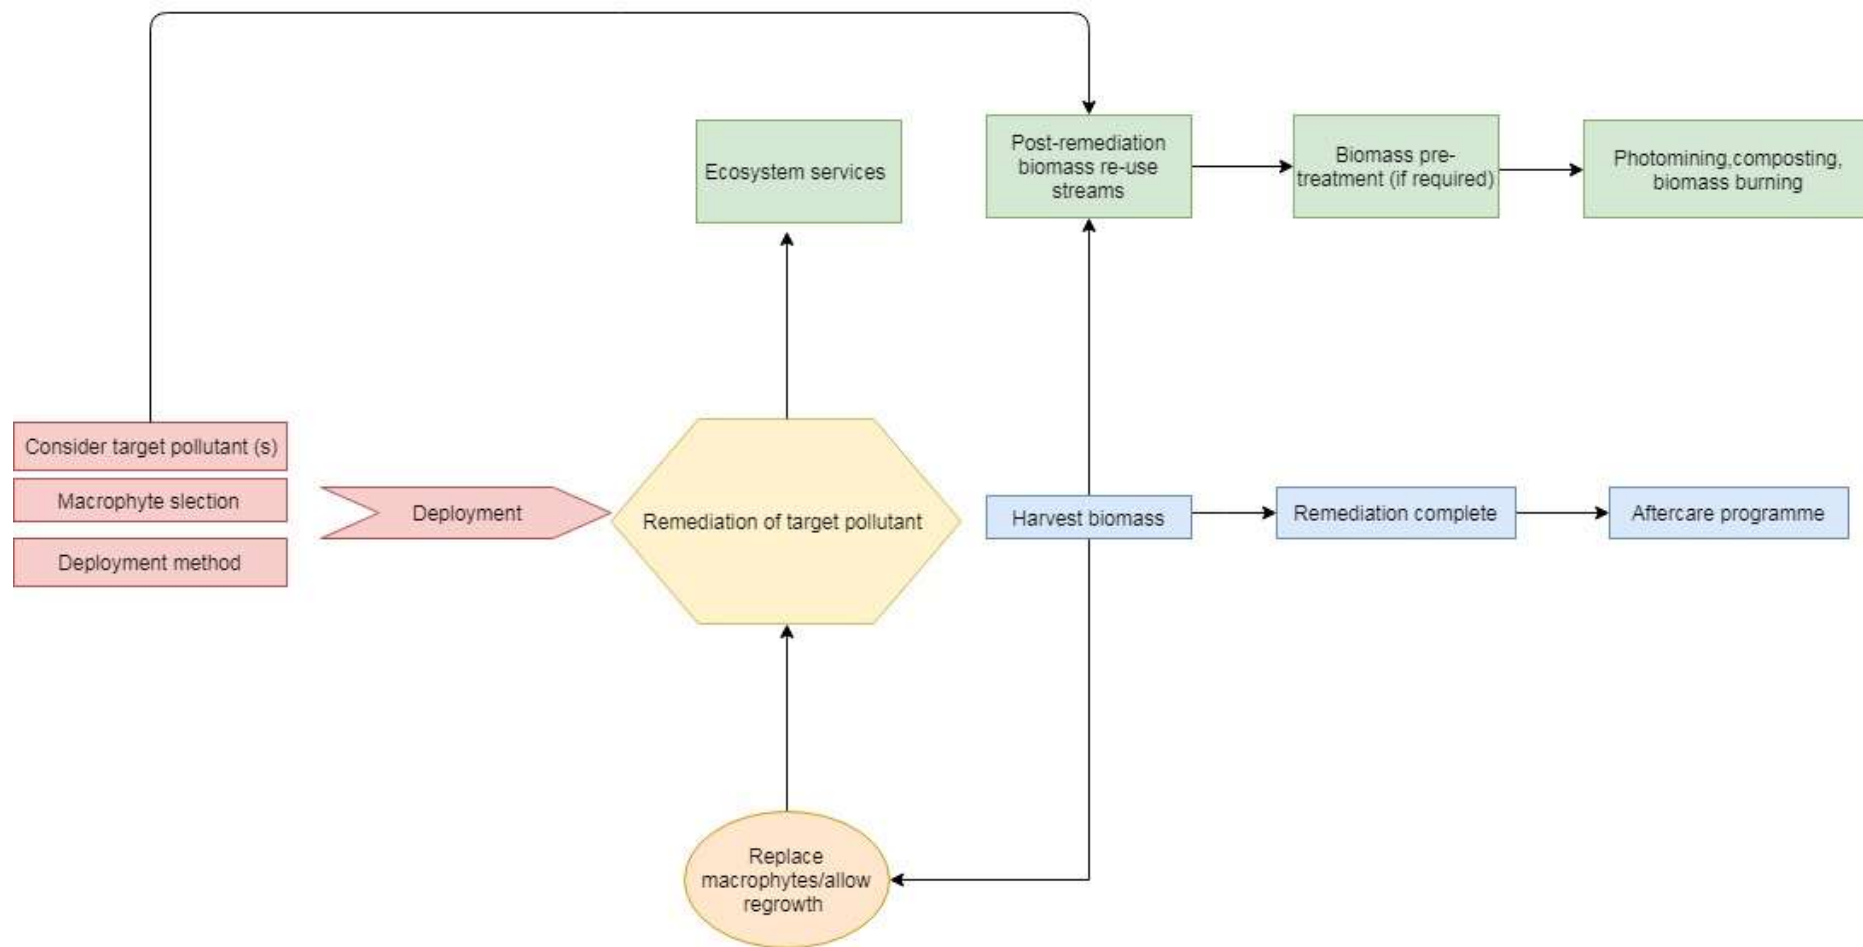 Ecosystem services
Post-remediation
biomass re-use
streams
Biomass pre-
treatment (if required)
Photomining,composting,
biomass burning
Consider target pollutant (s)
Macrophyte slection
Deployment method
Deployment
Remediation of target pollutant
Harvest biomass
Remediation complete
Aftercare programme
Replace
macrophytes/allow
regrowth